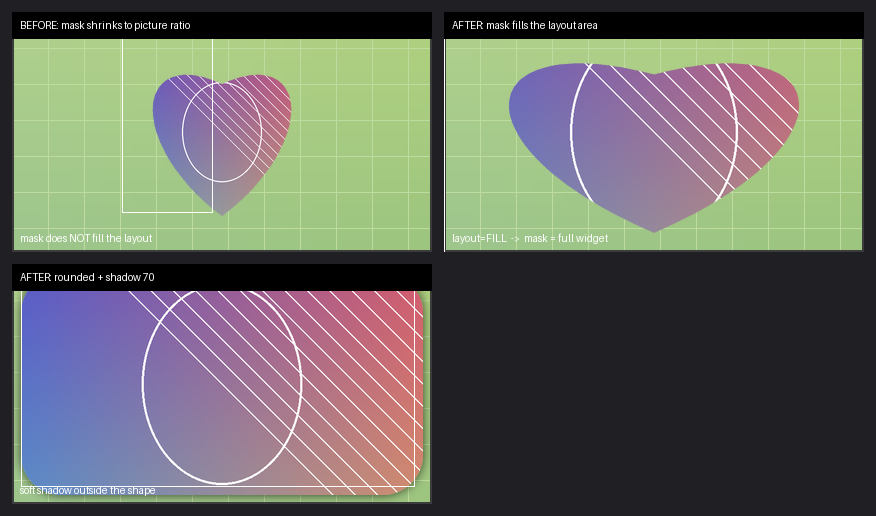 BEFORE: mask shrinks to picture ratio
AFTER: mask fills the layout area
mask does NOT fill the layout
layout=FILL -> mask = full widget
AFTER: rounded + shadow 70
soft shadow outside the shape